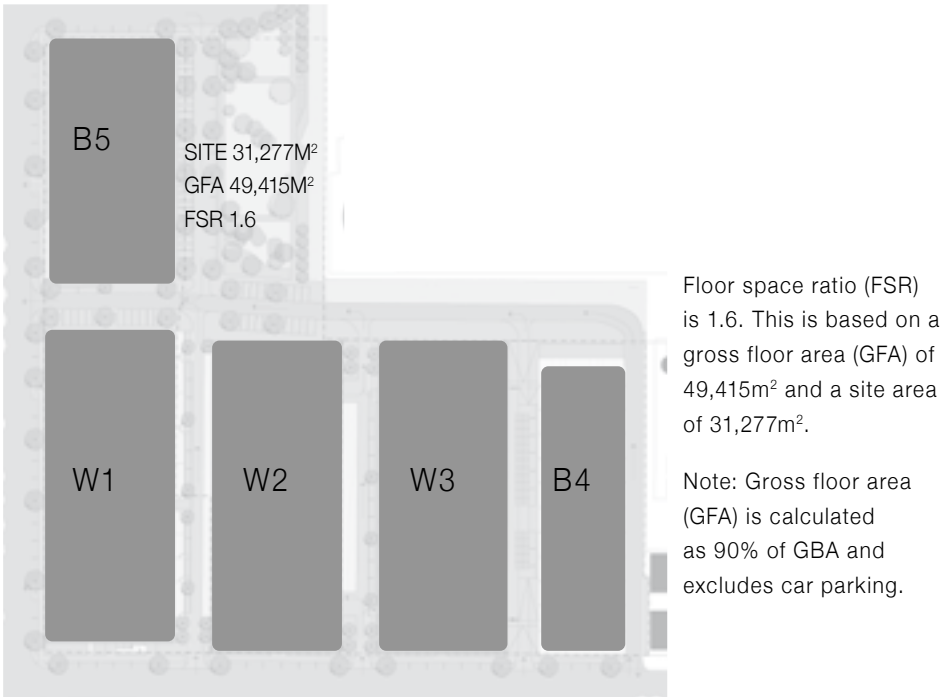 B5
SITE 31,277M²
GFA 49,415M²
FSR 1.6
W1
W2
W3
B4
Floor space ratio (FSR)
is 1.6. This is based on a
gross floor area (GFA) of
49,415m² and a site area
of 31,277m².
Note: Gross floor area
(GFA) is calculated
as 90% of GBA and
excludes car parking.